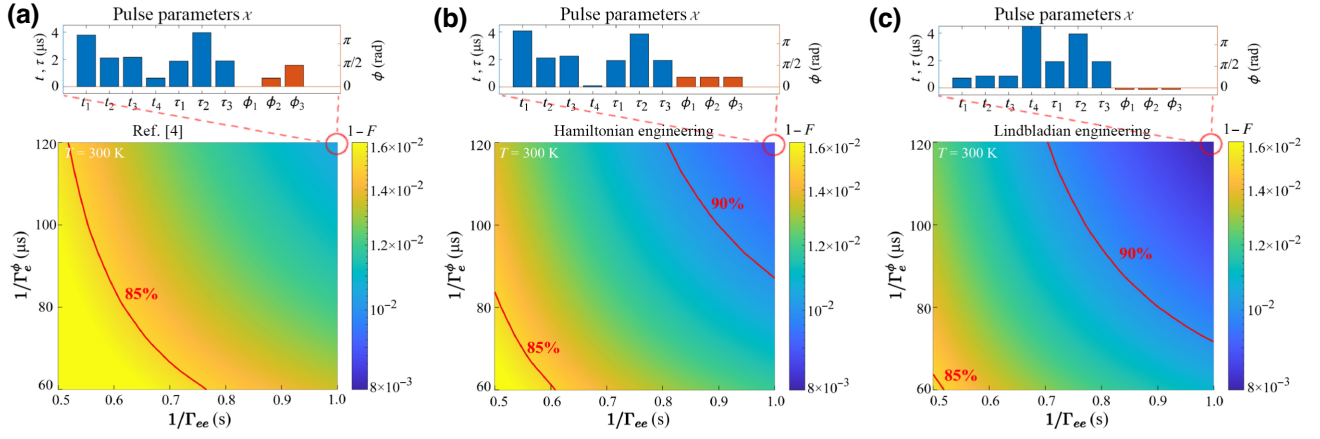 (a)
Pulse parameters x
t , τ (μs)
4
2
0
π
π/2
0
ϕ (rad)
t1 t2 t3 t4 τ1 τ2 τ3 ϕ1 ϕ2 ϕ3
Ref. [4]
1 – F
T = 300 K
120
100
80
60
1/Γeϕ (μs)
85%
1.6×10−2
1.4×10−2
1.2×10−2
10−2
8×10−3
0.5 0.6 0.7 0.8 0.9 1.0
1/Γee (s)
(b)
Pulse parameters x
t , τ (μs)
4
2
0
π
π/2
0
ϕ (rad)
t1 t2 t3 t4 τ1 τ2 τ3 ϕ1 ϕ2 ϕ3
Hamiltonian engineering
1 – F
T = 300 K
120
100
80
60
1/Γeϕ (μs)
90%
85%
1.6×10−2
1.4×10−2
1.2×10−2
10−2
8×10−3
0.5 0.6 0.7 0.8 0.9 1.0
1/Γee (s)
(c)
Pulse parameters x
t , τ (μs)
4
2
0
π
π/2
0
ϕ (rad)
t1 t2 t3 t4 τ1 τ2 τ3 ϕ1 ϕ2 ϕ3
Lindbladian engineering
1 – F
T = 300 K
120
100
80
60
1/Γeϕ (μs)
90%
85%
1.6×10−2
1.4×10−2
1.2×10−2
10−2
8×10−3
0.5 0.6 0.7 0.8 0.9 1.0
1/Γee (s)